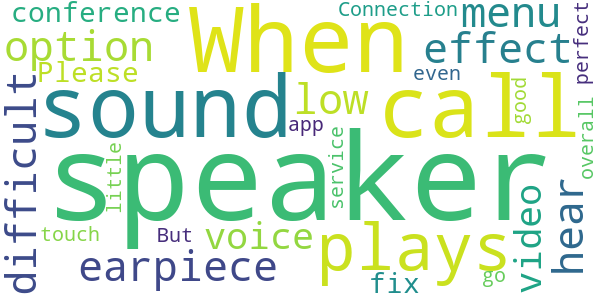 conference
When
Connection
menu
perfect
option
effect
Please
even
difficult
sound
low
call
good
app
overall
speaker
little
service
hear
touch
But
voice
plays
video
earpiece
fix
go